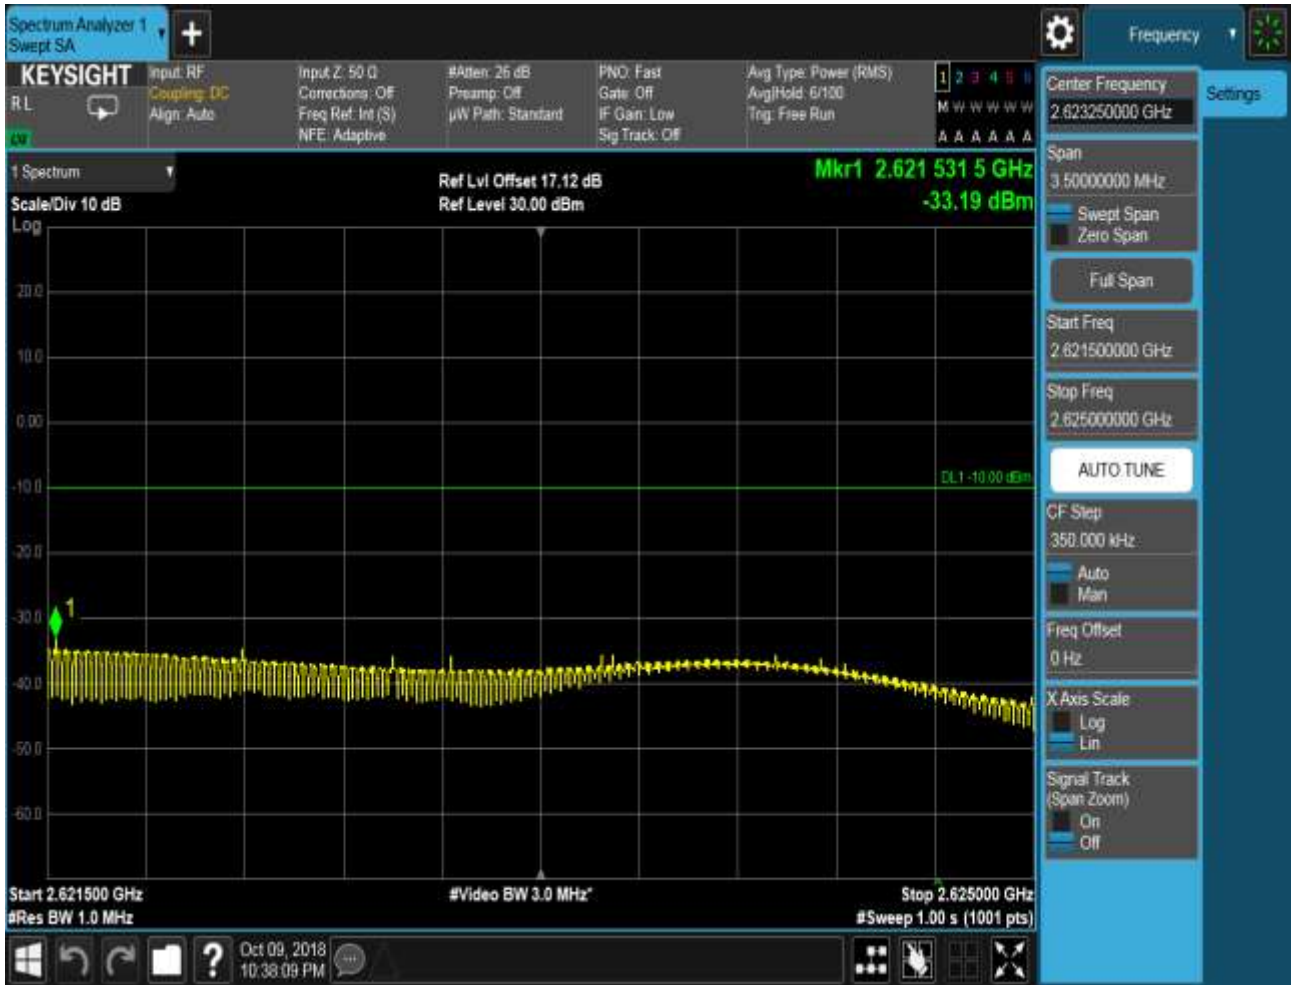 Spectrum Analyzer 1
Swept SA
Frequency
KEYSIGHT
RL
LW
Input: RF
Coupling: DC
Align: Auto
Input Z: 50 Ω
Corrections: Off
Freq Ref: Int (S)
NFE: Adaptive
#Atten: 26 dB
Preamp: Off
µW Path: Standard
PNO: Fast
Gate: Off
IF Gain: Low
Sig Track: Off
Avg Type: Power (RMS)
Avg|Hold: 6/100
Trig: Free Run
1 2 3 4 5 6
M W W W W W
A A A A A A
1 Spectrum
Scale/Div 10 dB
Log
Ref Lvl Offset 17.12 dB
Ref Level 30.00 dBm
Mkr1 2.621 531 5 GHz
-33.19 dBm
20.0
10.0
0.00
DL1 -10.00 dBm
-10.0
-20.0
1
-30.0
-40.0
-50.0
-60.0
Start 2.621500 GHz
#Res BW 1.0 MHz
#Video BW 3.0 MHz*
Stop 2.625000 GHz
#Sweep 1.00 s (1001 pts)
Oct 09, 2018
10:38:09 PM
Center Frequency
2.623250000 GHz
Settings
Span
3.50000000 MHz
Swept Span
Zero Span
Full Span
Start Freq
2.621500000 GHz
Stop Freq
2.625000000 GHz
AUTO TUNE
CF Step
350.000 kHz
Auto
Man
Freq Offset
0 Hz
X Axis Scale
Log
Lin
Signal Track
(Span Zoom)
On
Off